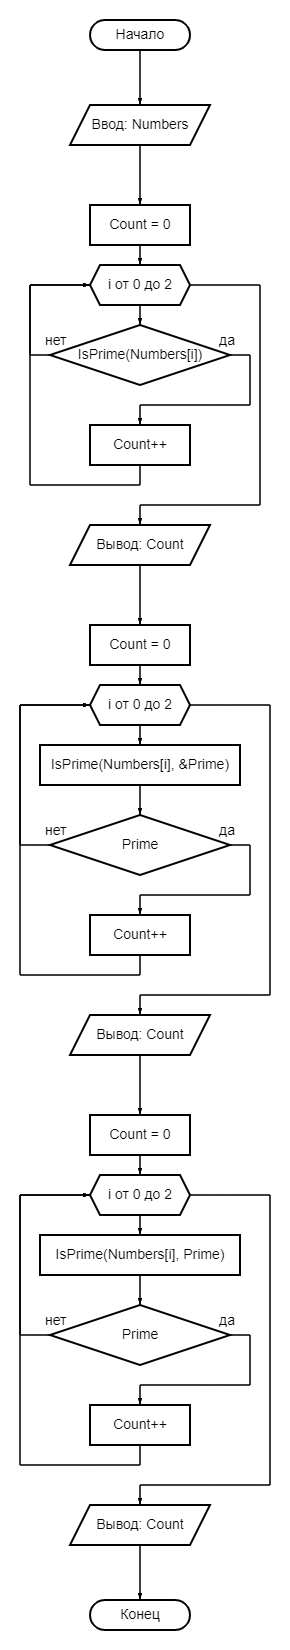 Начало
Ввод: Numbers
Count = 0
i от 0 до 2
нет
да
IsPrime(Numbers[i])
Count++
Вывод: Count
Count = 0
i от 0 до 2
IsPrime(Numbers[i], &Prime)
нет
да
Prime
Count++
Вывод: Count
Count = 0
i от 0 до 2
IsPrime(Numbers[i], Prime)
нет
да
Prime
Count++
Вывод: Count
Конец